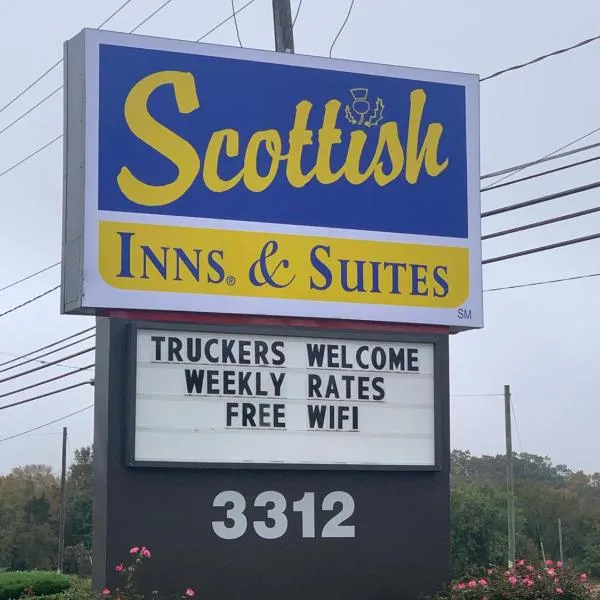 Scottish
INNS® & SUITES
SM
TRUCKERS WELCOME
WEEKLY RATES
FREE WIFI
3312